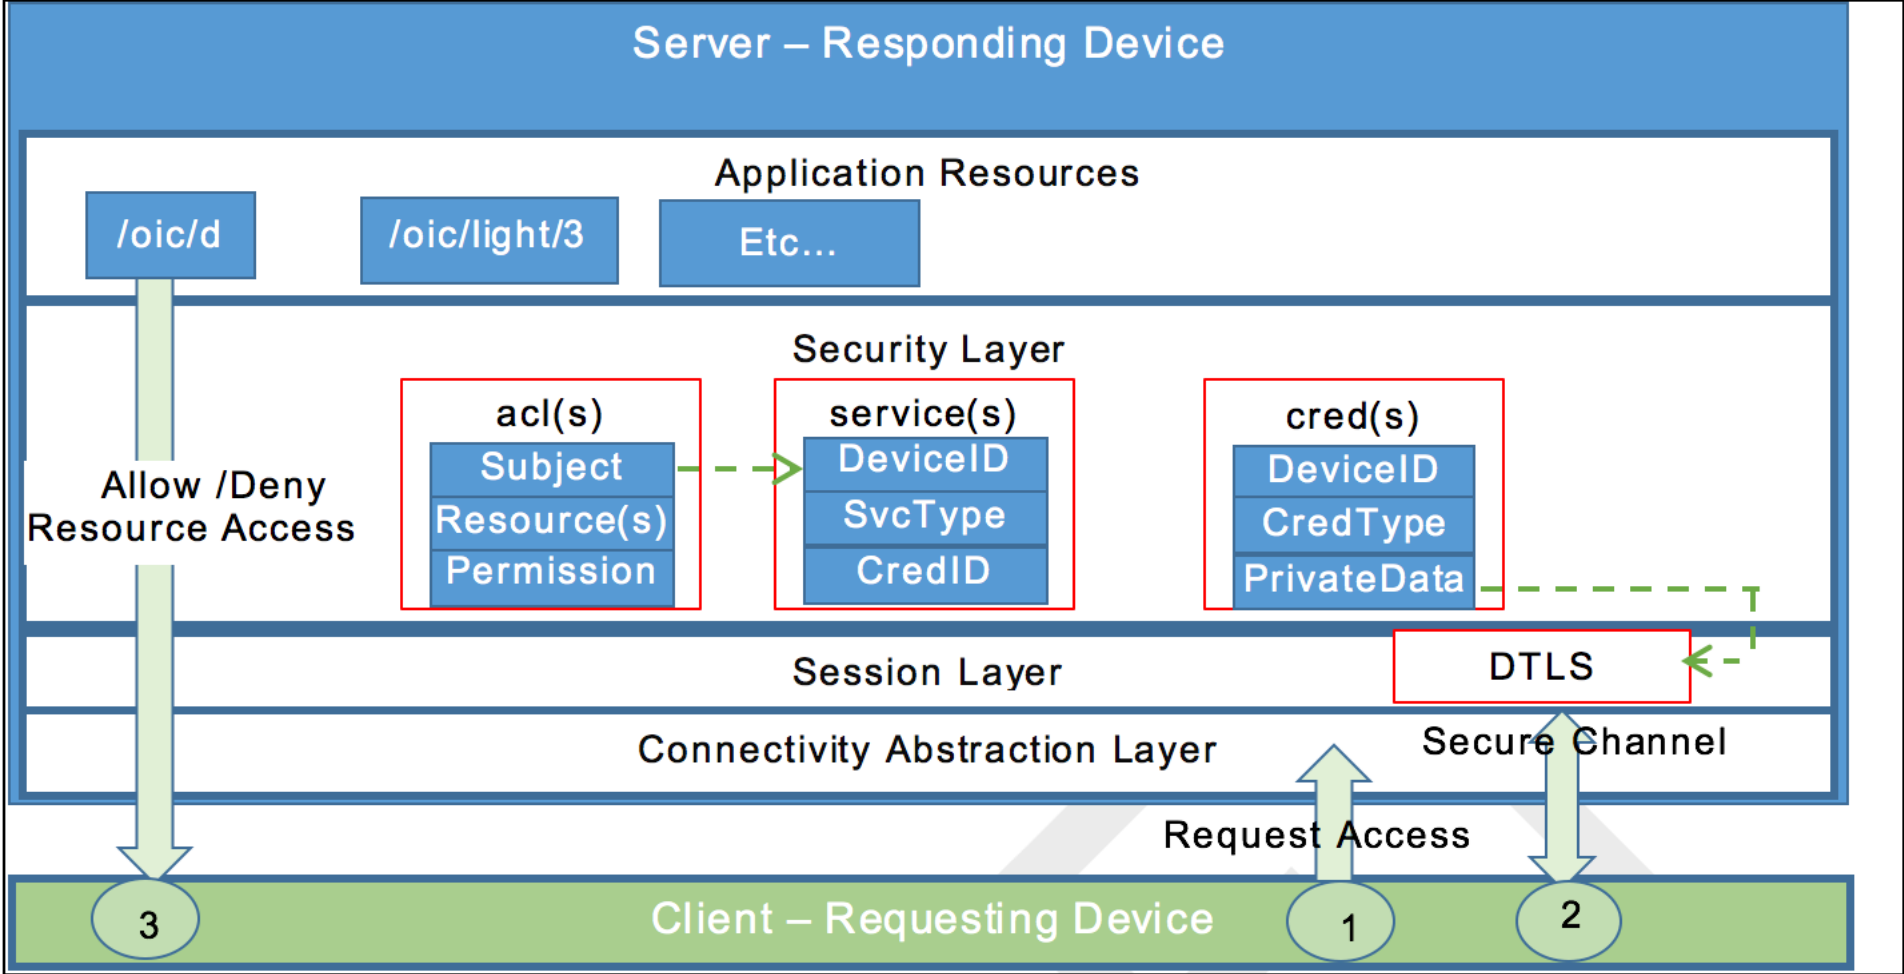 Server – Responding Device
Application Resources
/oic/d
/oic/light/3
Etc...
Security Layer
acl(s)
Subject
Resource(s)
Permission
service(s)
DeviceID
SvcType
CredID
cred(s)
DeviceID
CredType
PrivateData
Allow /Deny
Resource Access
Session Layer
DTLS
Connectivity Abstraction Layer
Secure Channel
Request Access
3
Client – Requesting Device
1
2